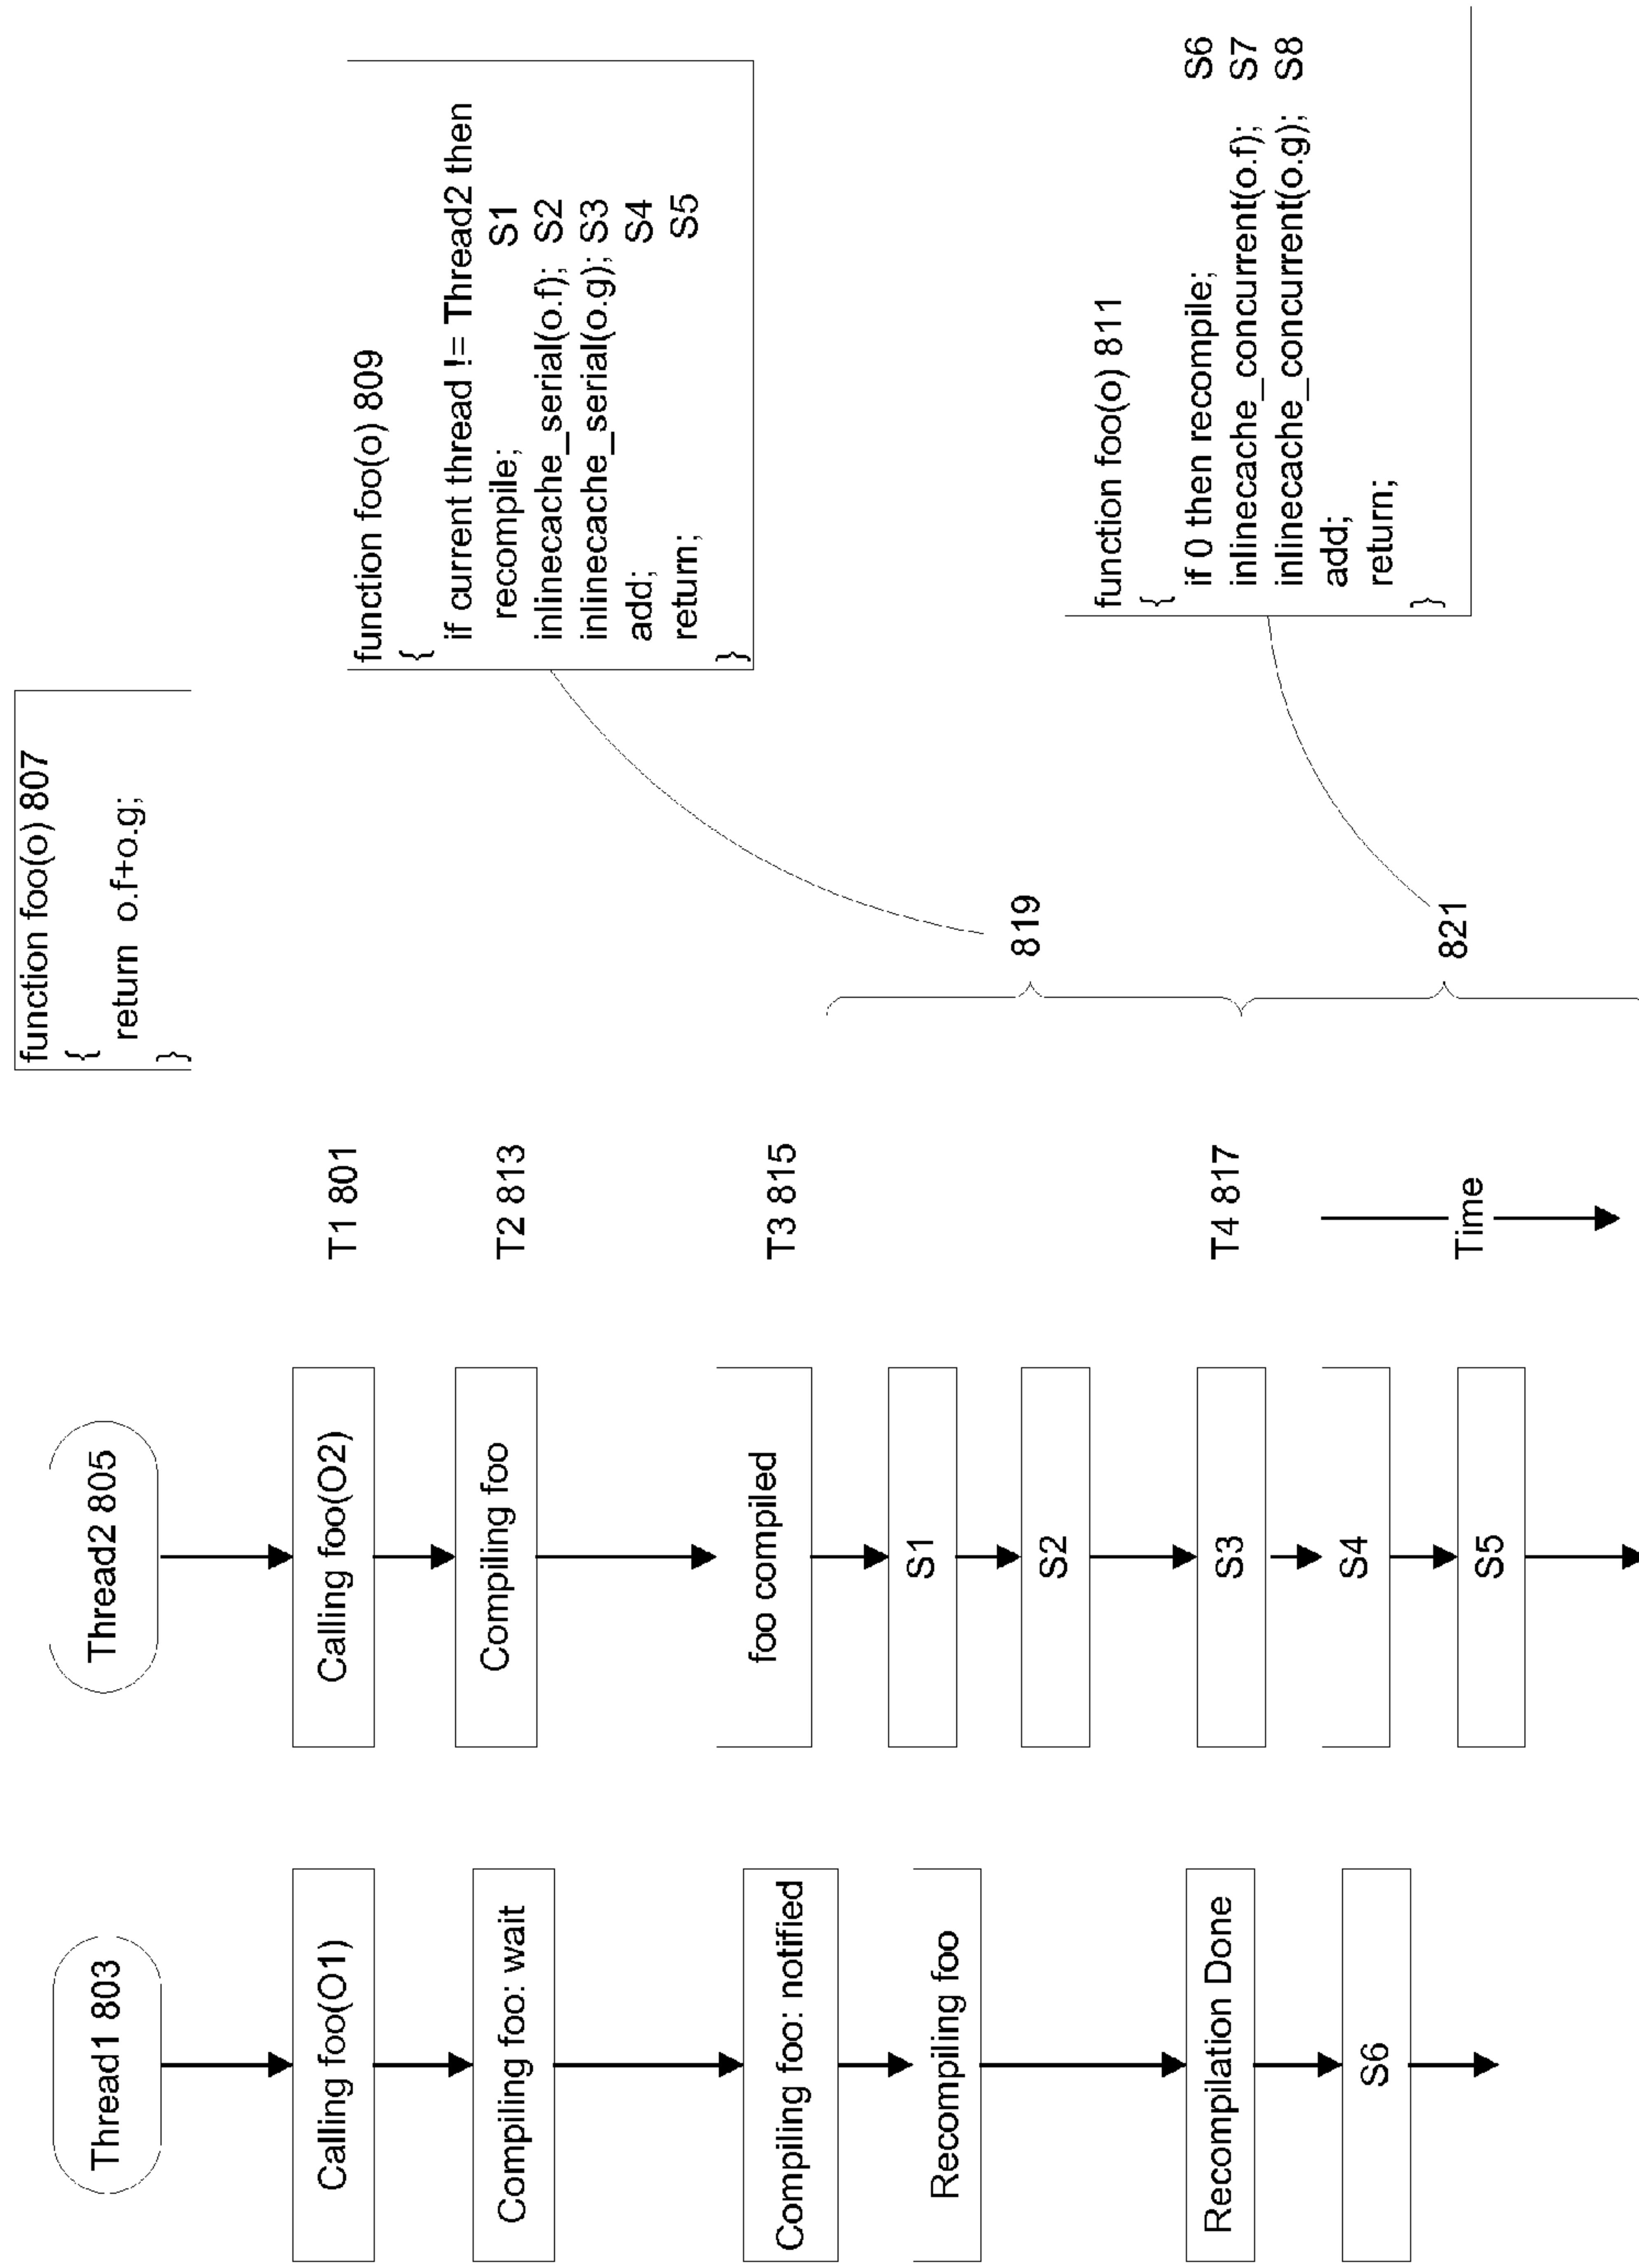 Thread1 803
Thread2 805
function foo(o) 807
{
return o.f+o.g;
}
Calling foo(O1)
Calling foo(O2)
T1 801
Compiling foo: wait
Compiling foo
T2 813
Compiling foo: notified
foo compiled
T3 815
Recompiling foo
S1
S2
Recompilation Done
S3
T4 817
S6
S4
S5
Time
819
821
function foo(o) 809
{
if current thread != Thread2 then
recompile; S1
inlinecache_serial(o.f); S2
inlinecache_serial(o.g); S3
add; S4
return; S5
}
function foo(o) 811
{
if 0 then recompile; S6
inlinecache_concurrent(o.f); S7
inlinecache_concurrent(o.g); S8
add;
return;
}